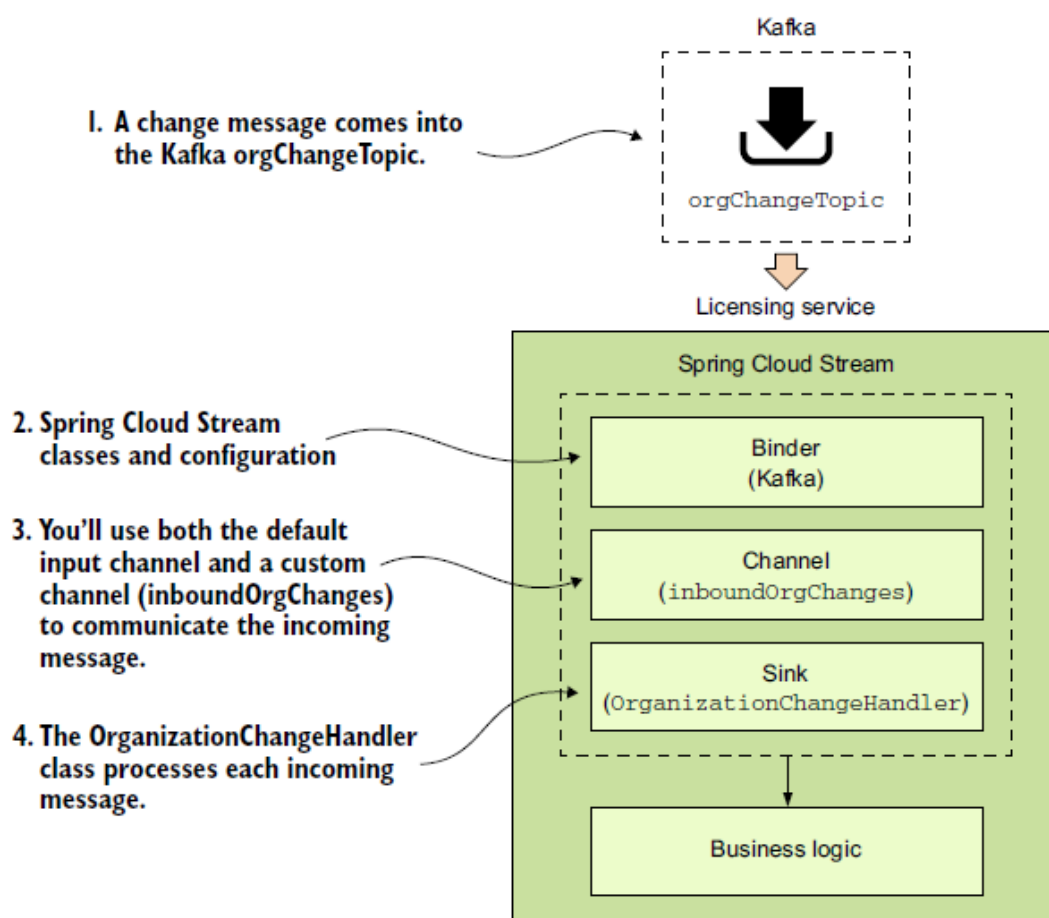 Kafka
1. A change message comes into
the Kafka orgChangeTopic.
orgChangeTopic
Licensing service
Spring Cloud Stream
2. Spring Cloud Stream
classes and configuration
Binder
(Kafka)
3. You’ll use both the default
input channel and a custom
channel (inboundOrgChanges)
to communicate the incoming
message.
Channel
(inboundOrgChanges)
Sink
(OrganizationChangeHandler)
4. The OrganizationChangeHandler
class processes each incoming
message.
Business logic